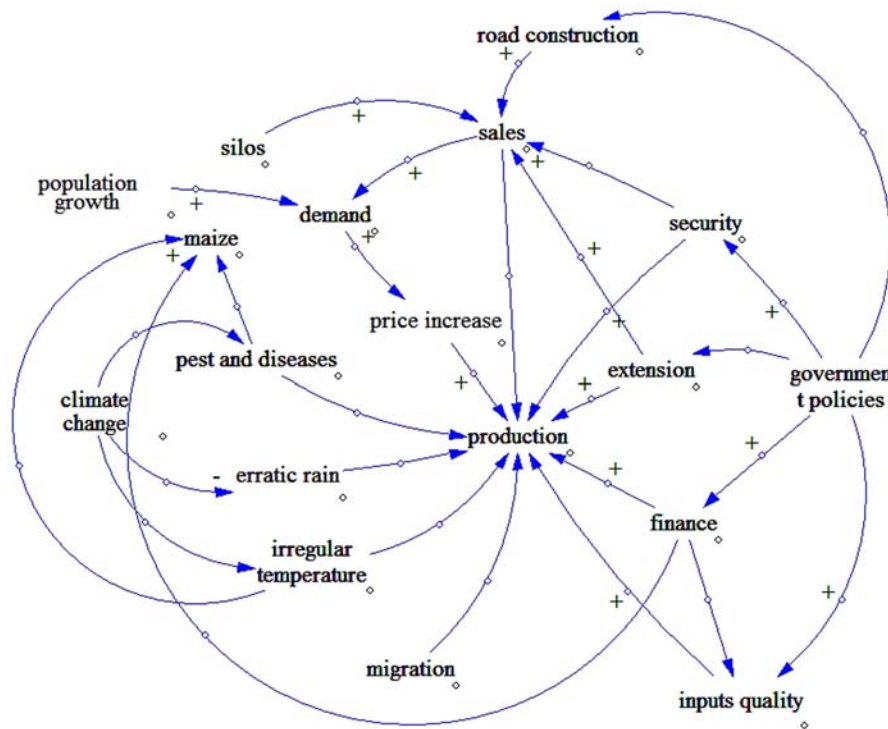 road construction
+
sales
+
silos
+
+
population
growth
+
demand
security
maize
+
+
+
price increase
+
+
pest and diseases
extension
governmen
t policies
climate
change
+
+
production
+
+
- erratic rain
finance
irregular
temperature
+
+
migration
inputs quality